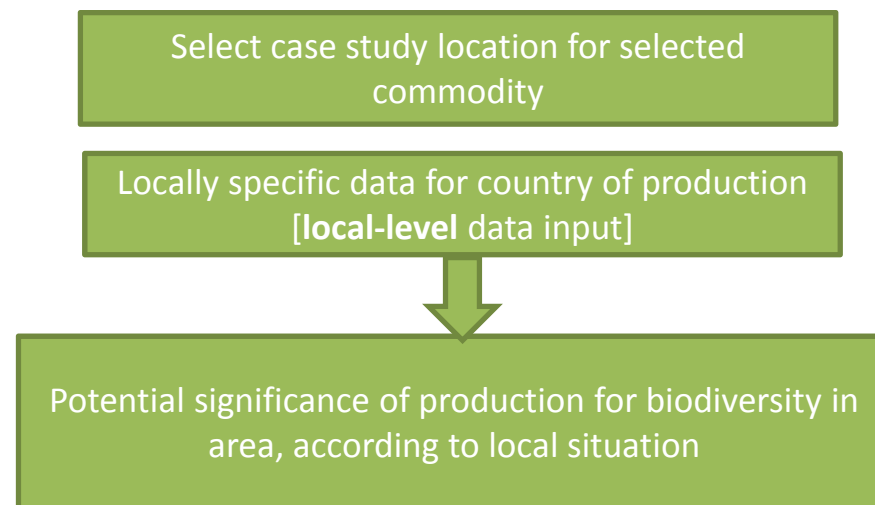 Select case study location for selected
commodity
Locally specific data for country of production
[local-level data input]
Potential significance of production for biodiversity in
area, according to local situation